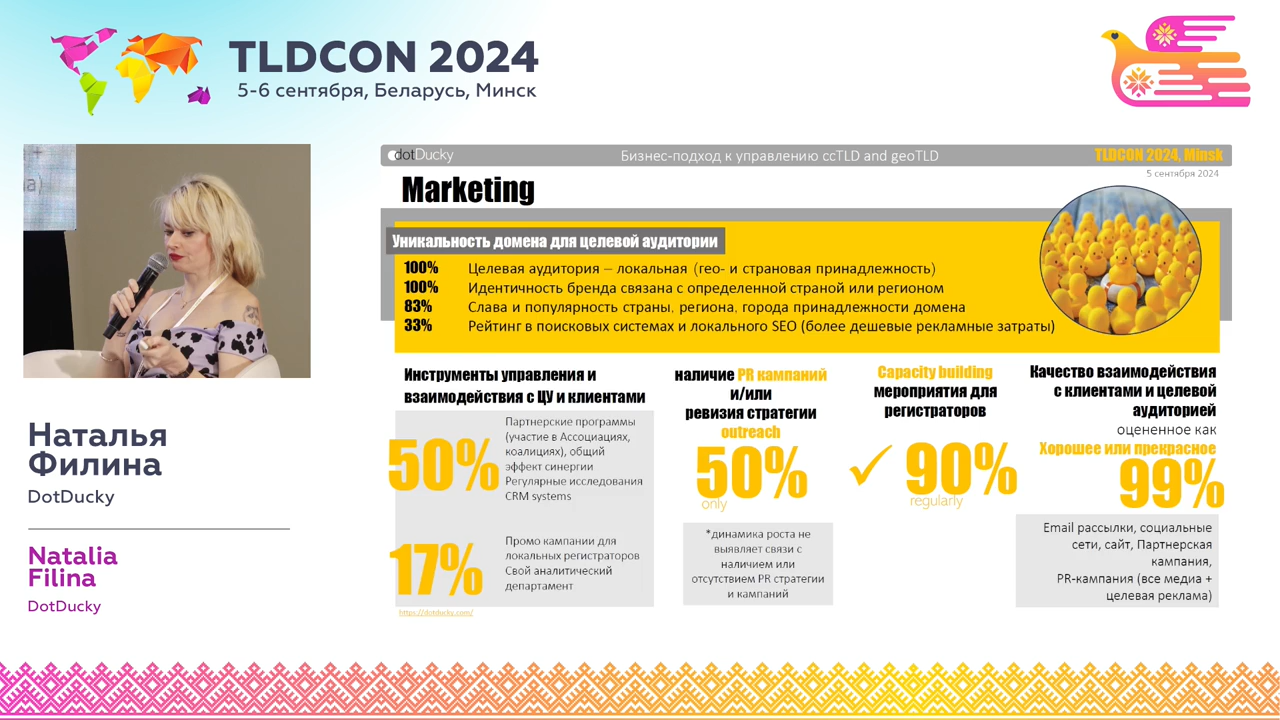 TLDCON 2024
5-6 сентября, Беларусь, Минск
Наталья
Филина
DotDucky
Natalia
Filina
DotDucky
dotDucky
Бизнес-подход к управлению ccTLD and geoTLD
TLDCON 2024, Minsk
5 сентября 2024
Marketing
Уникальность домена для целевой аудитории
100% Целевая аудитория – локальная (гео- и страновая принадлежность)
100% Идентичность бренда связана с определенной страной или регионом
83% Слава и популярность страны, региона, города принадлежности домена
33% Рейтинг в поисковых системах и локального SEO (более дешевые рекламные затраты)
Инструменты управления и
взаимодействия с ЦУ и клиентами
50%
Партнерские программы
(участие в Ассоциациях,
коалициях), общий
эффект синергии
Регулярные исследования
CRM systems
17%
Промо кампании для
локальных регистраторов
Свой аналитический
департамент
https://dotducky.com/
наличие PR кампаний
и/или
ревизия стратегии
outreach
50%
only
*динамика роста не
выявляет связи с
наличием или
отсутствием PR стратегии
и кампаний
Capacity building
мероприятия для
регистраторов
✓ 90%
regularly
Качество взаимодействия
с клиентами и целевой
аудиторией
оцененное как
Хорошее или прекрасное
99%
Email рассылки, социальные
сети, сайт, Партнерская
кампания,
PR-кампания (все медиа +
целевая реклама)